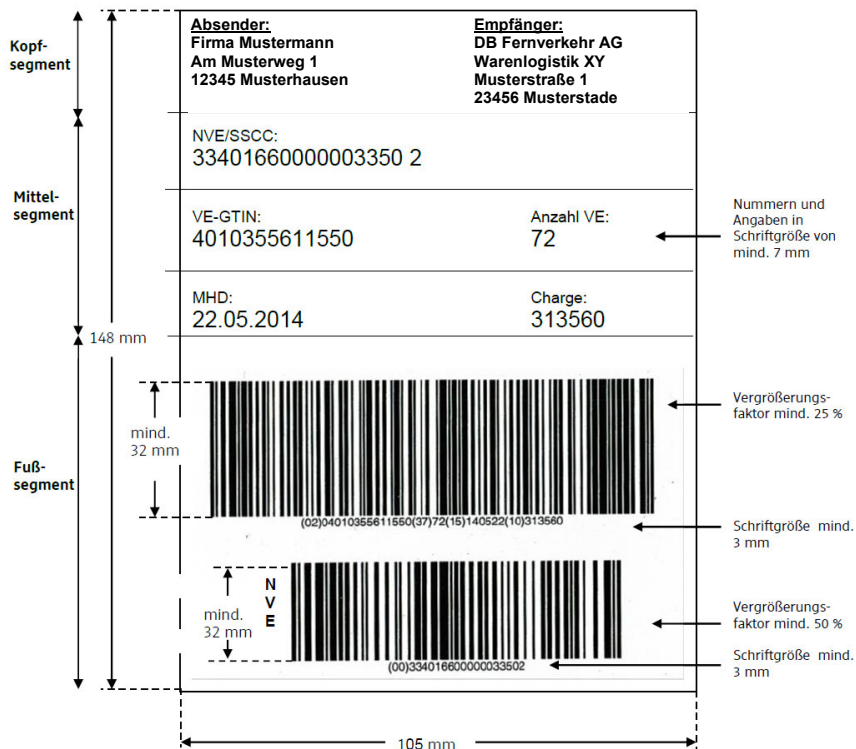 Absender:
Firma Mustermann
Am Musterweg 1
12345 Musterhausen
Empfänger:
DB Fernverkehr AG
Warenlogistik XY
Musterstraße 1
23456 Musterstade
Kopf-
segment
NVE/SSCC:
33401660000003350 2
Mittel-
segment
VE-GTIN:
4010355611550
Anzahl VE:
72
Nummern und
Angaben in
Schriftgröße von
mind. 7 mm
MHD:
22.05.2014
Charge:
313560
148 mm
mind.
32 mm
Vergrößerungs-
faktor mind. 25 %
Fuß-
segment
(02)04010355611550(37)72(15)140522(10)313560
Schriftgröße mind.
3 mm
N
V
E
mind.
32 mm
Vergrößerungs-
faktor mind. 50 %
(00)334016600000033502
Schriftgröße mind.
3 mm
105 mm